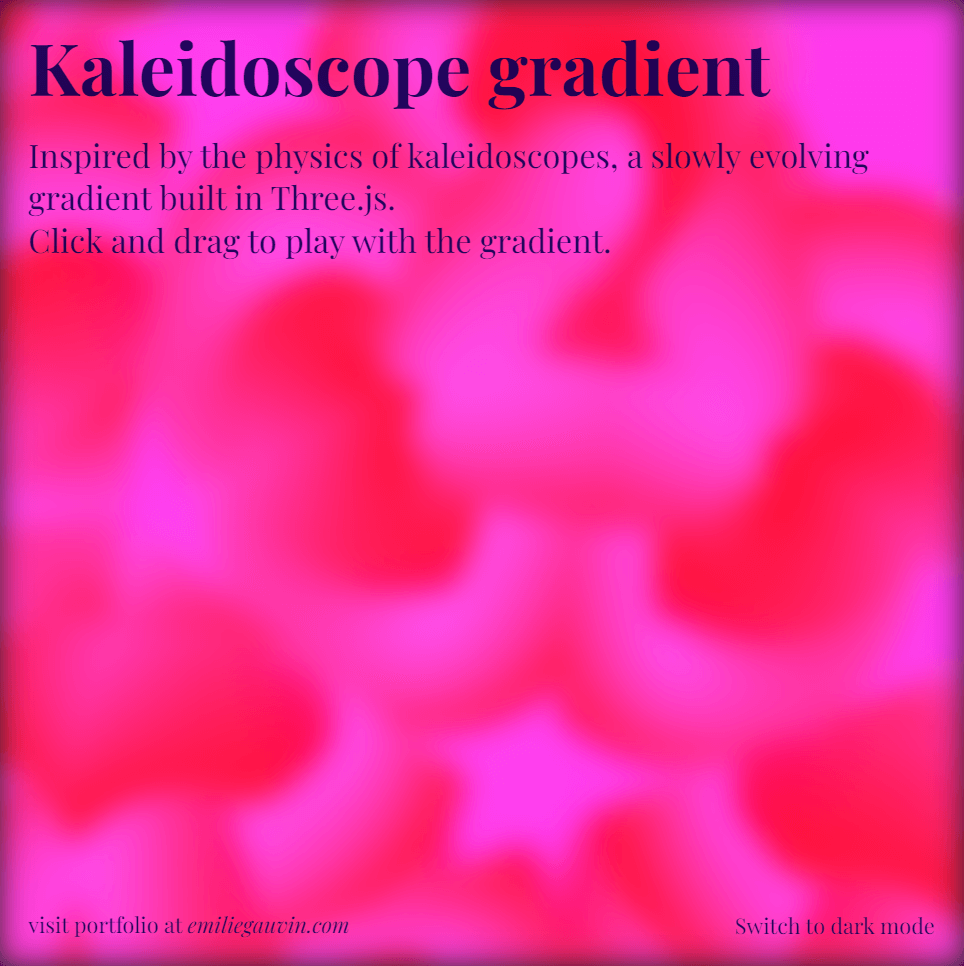 Kaleidoscope gradient
Inspired by the physics of kaleidoscopes, a slowly evolving
gradient built in Three.js.
Click and drag to play with the gradient.
visit portfolio at emiliegauvin.com
Switch to dark mode